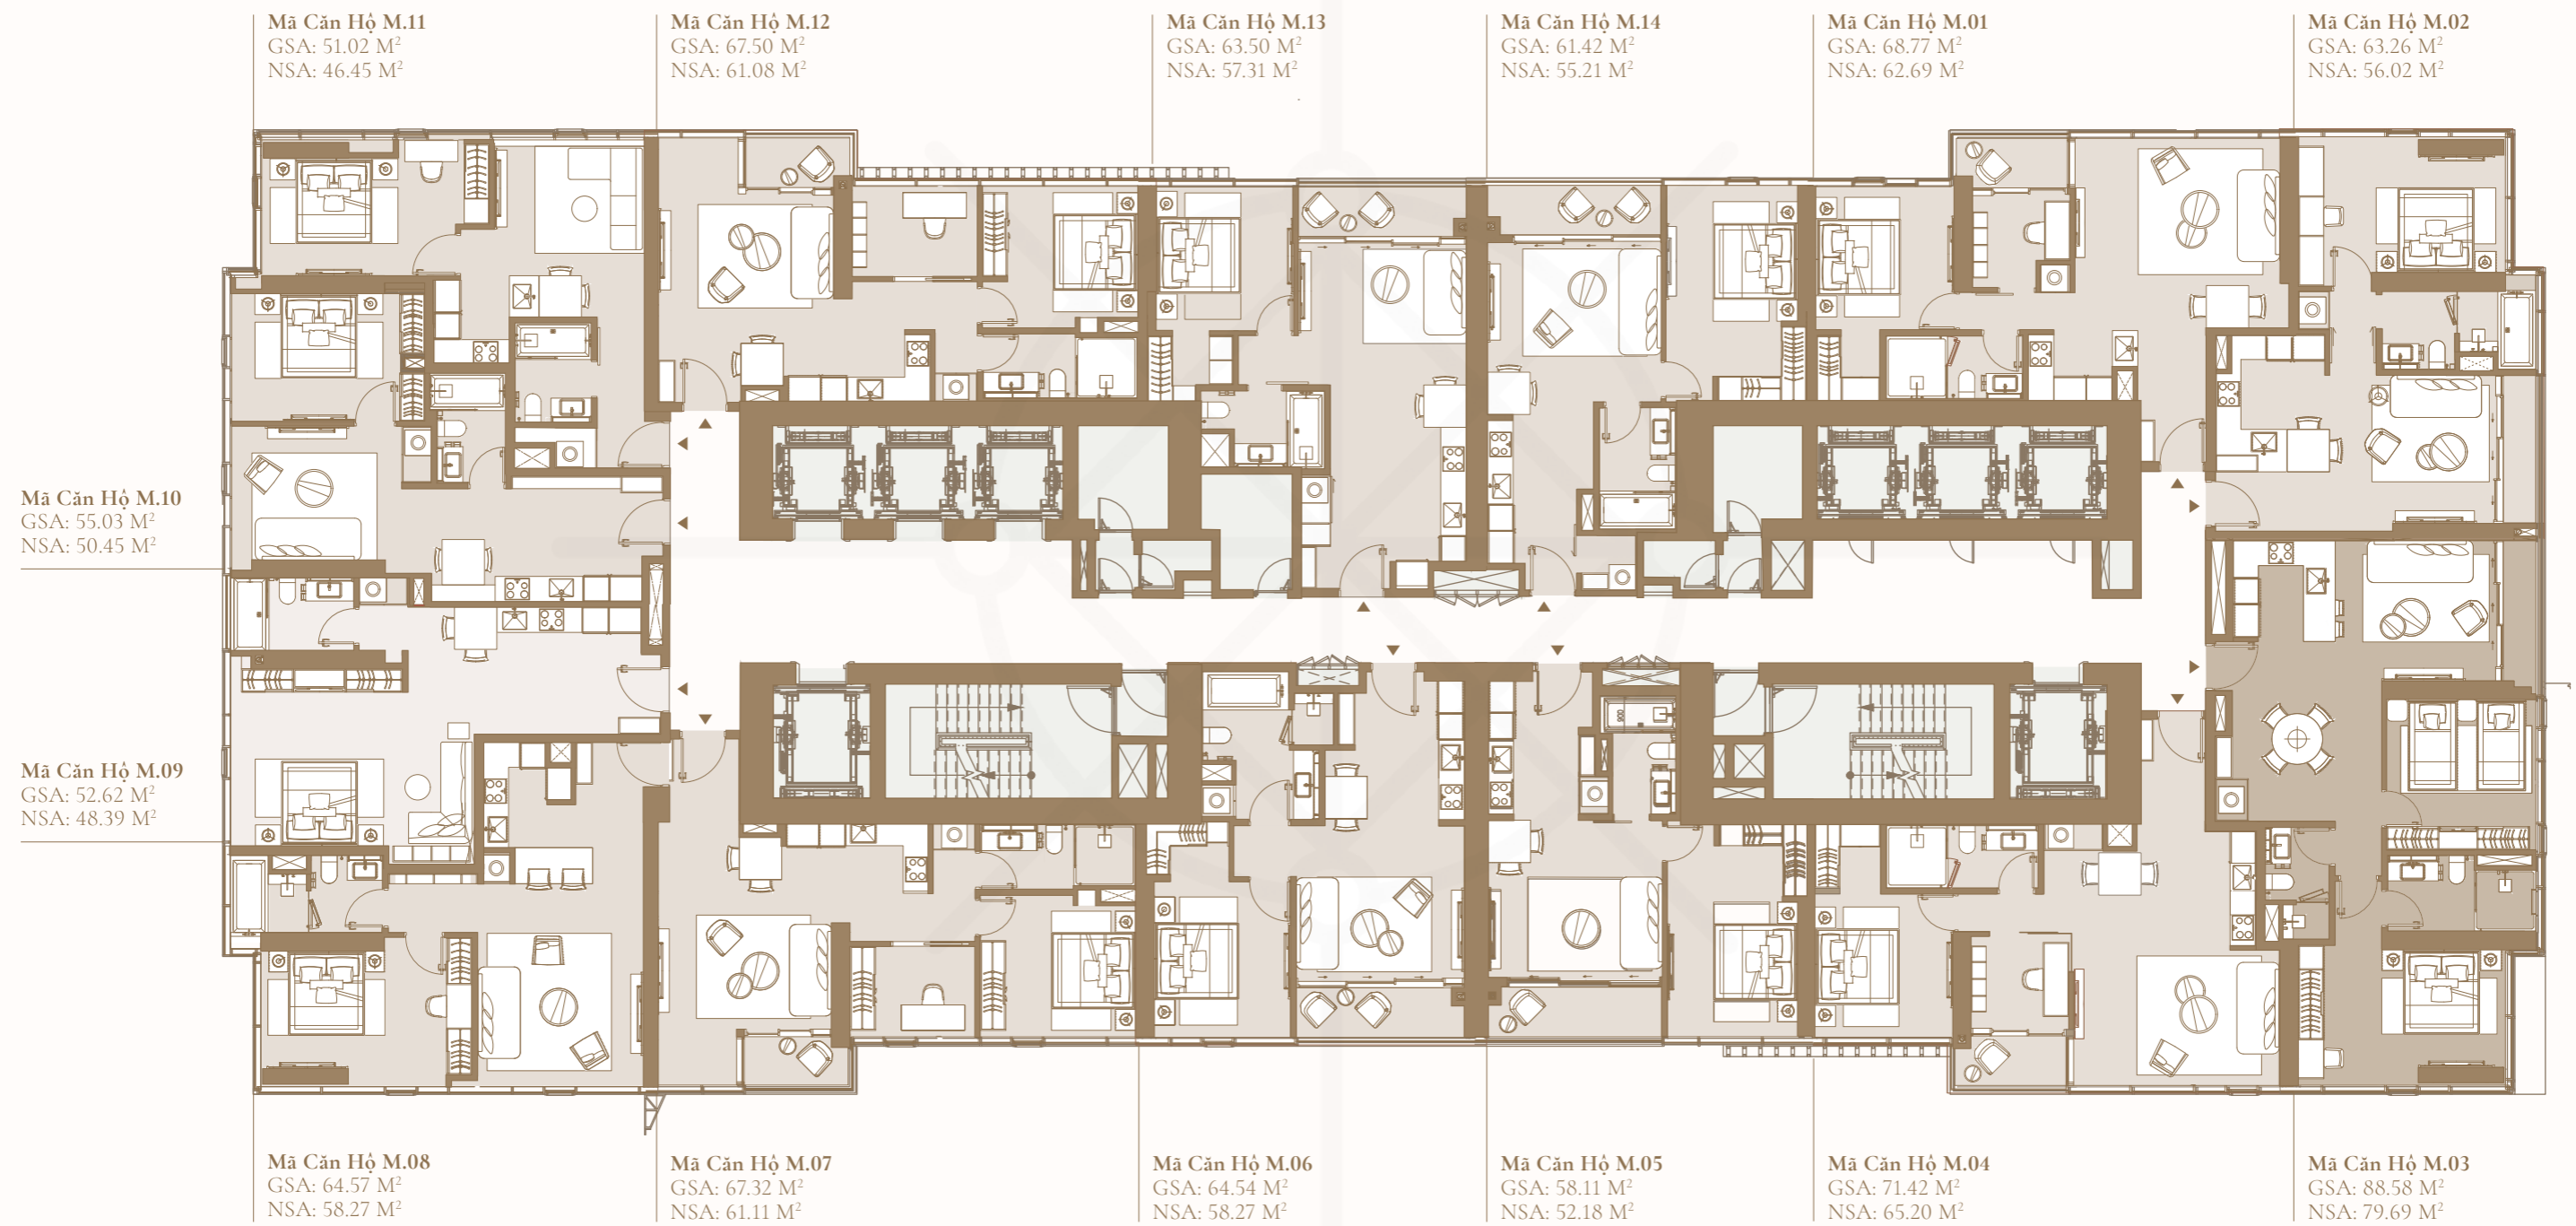 Mã Căn Hộ M.11
GSA: 51.02 M²
NSA: 46.45 M²
Mã Căn Hộ M.12
GSA: 67.50 M²
NSA: 61.08 M²
Mã Căn Hộ M.13
GSA: 63.50 M²
NSA: 57.31 M²
Mã Căn Hộ M.14
GSA: 61.42 M²
NSA: 55.21 M²
Mã Căn Hộ M.01
GSA: 68.77 M²
NSA: 62.69 M²
Mã Căn Hộ M.02
GSA: 63.26 M²
NSA: 56.02 M²
Mã Căn Hộ M.10
GSA: 55.03 M²
NSA: 50.45 M²
900
Mã Căn Hộ M.09
GSA: 52.62 M²
NSA: 48.39 M²
Mã Căn Hộ M.08
GSA: 64.57 M²
NSA: 58.27 M²
Mã Căn Hộ M.07
GSA: 67.32 M²
NSA: 61.11 M²
Mã Căn Hộ M.06
GSA: 64.54 M²
NSA: 58.27 M²
Mã Căn Hộ M.05
GSA: 58.11 M²
NSA: 52.18 M²
Mã Căn Hộ M.04
GSA: 71.42 M²
NSA: 65.20 M²
Mã Căn Hộ M.03
GSA: 88.58 M²
NSA: 79.69 M²